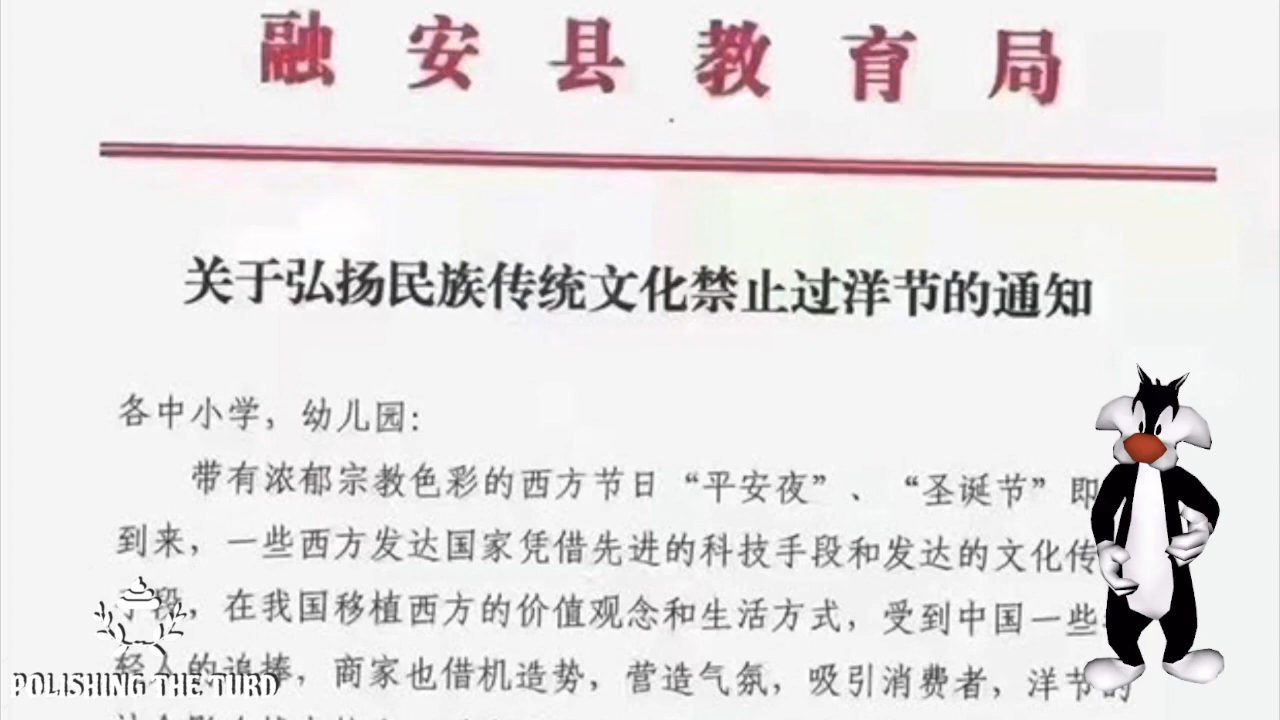 融安县教育局
关于弘扬民族传统文化禁止过洋节的通知
各中小学，幼儿园：
带有浓郁宗教色彩的西方节日“平安夜”、“圣诞节”即
到来，一些西方发达国家凭借先进的科技手段和发达的文化传
段，在我国移植西方的价值观念和生活方式，受到中国一些
轻人的追捧，商家也借机造势，营造气氛，吸引消费者，洋节的
POLISHING THE TURD